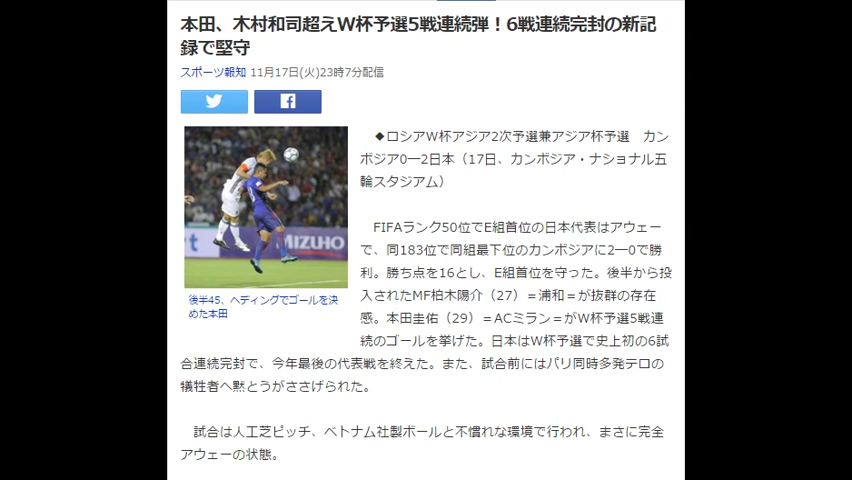 本田、木村和司超えW杯予選5戦連続弾！6戦連続完封の新記
録で堅守
スポーツ報知 11月17日(火)23時7分配信
MIZUHO
後半45、ヘディングでゴールを決
めた本田
◆ロシアW杯アジア2次予選兼アジア杯予選　カン
ボジア0―2日本（17日、カンボジア・ナショナル五
輪スタジアム）
FIFAランク50位でE組首位の日本代表はアウェー
で、同183位で同組最下位のカンボジアに2―0で勝
利。勝ち点を16とし、E組首位を守った。後半から投
入されたMF柏木陽介（27）＝浦和＝が抜群の存在
感。本田圭佑（29）＝ACミラン＝がW杯予選5戦連
続のゴールを挙げた。日本はW杯予選で史上初の6試
合連続完封で、今年最後の代表戦を終えた。また、試合前にはパリ同時多発テロの
犠牲者へ黙とうがささげられた。
試合は人工芝ピッチ、ベトナム社製ボールと不慣れな環境で行われ、まさに完全
アウェーの状態。